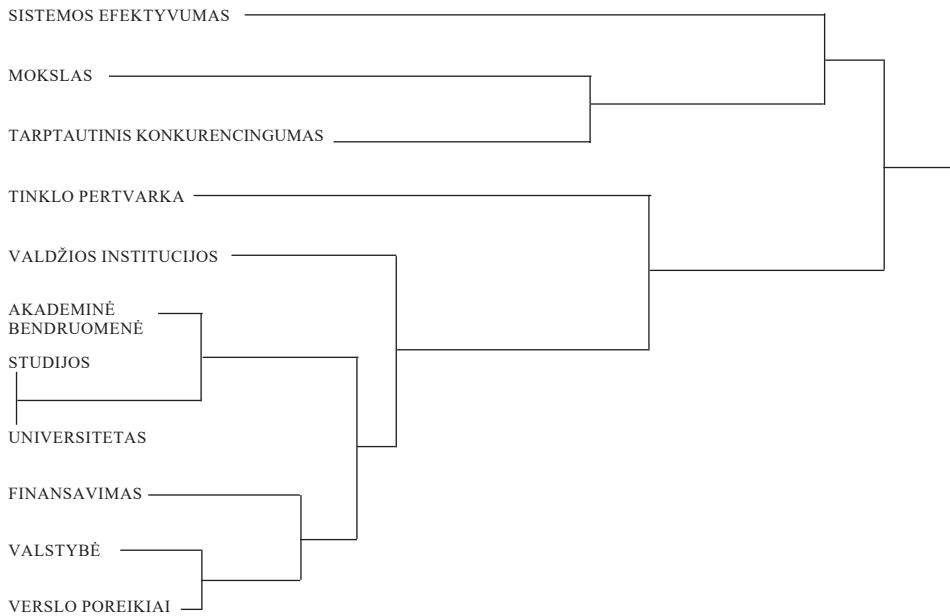 SISTEMOS EFEKTYVUMAS
MOKSLAS
TARPTAUTINIS KONKURENCINGUMAS
TINKLO PERTVARKA
VALDŽIOS INSTITUCIJOS
AKADEMINĖ
BENDRUOMENĖ
STUDIJOS
UNIVERSITETAS
FINANSAVIMAS
VALSTYBĖ
VERSLO POREIKIAI